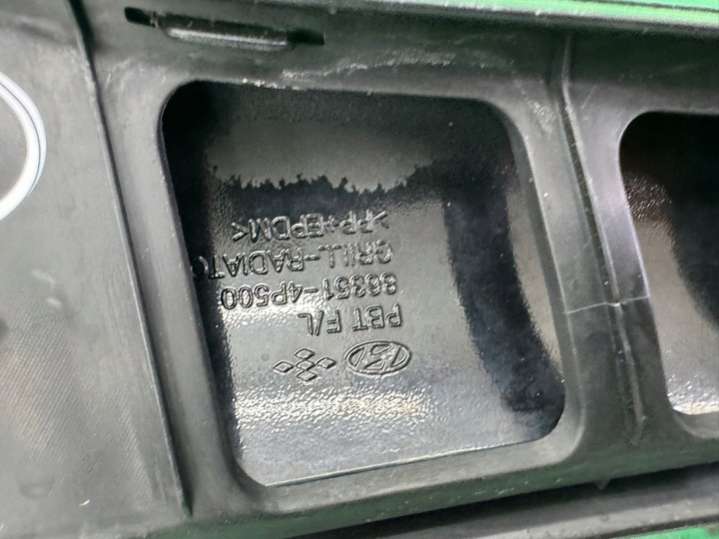 PBT F/L
86351-4P500
GRILL-RADIATO
>PP+EPDM<